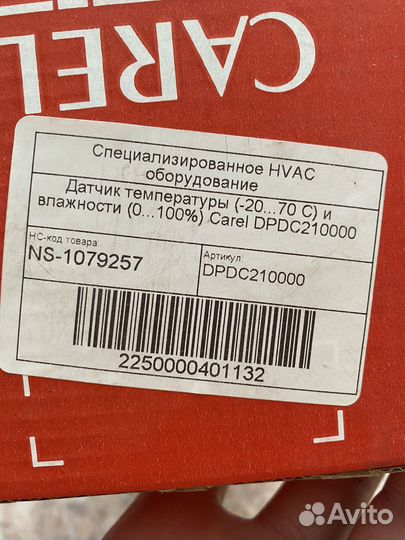 CAREL
Специализированное HVAC
оборудование
Датчик температуры (-20...70 С) и
влажности (0...100%) Carel DPDC210000
НС-код товара:
NS-1079257
Артикул:
DPDC210000
2250000401132
Avito